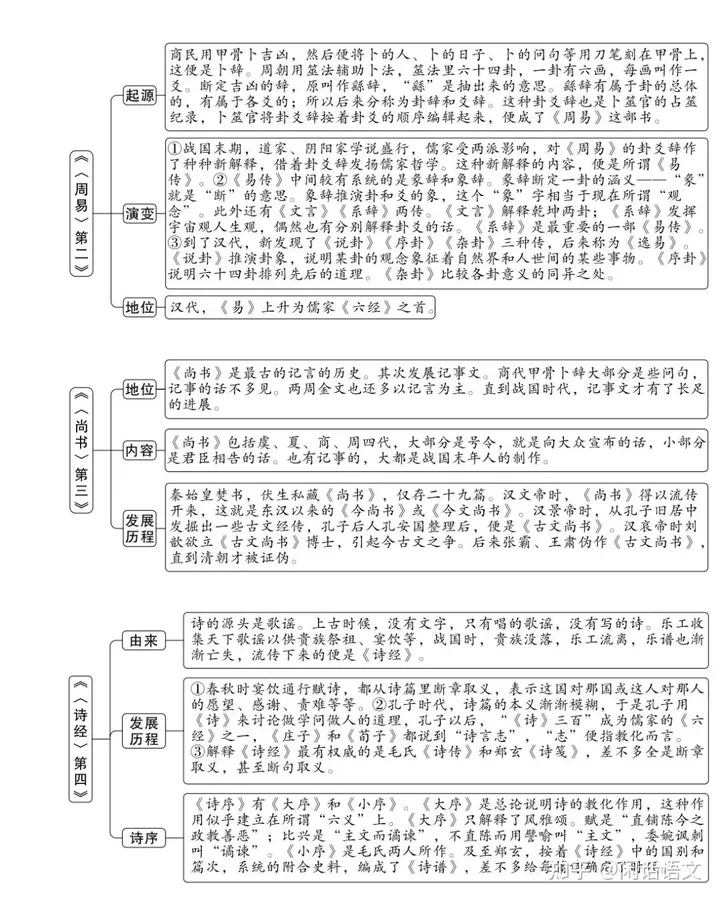 《〈周易〉第二》
起源
商民用甲骨卜吉凶，然后便将卜的人、卜的日子、卜的问句等用刀笔刻在甲骨上，
这便是卜辞。周朝用筮法辅助卜法，筮法里六十四卦，一卦有六画，每画叫作一
爻。断定吉凶的辞，原叫作繇辞，“繇”是抽出来的意思。繇辞有属于卦的总体
的，有属于各爻的；所以后来分称为卦辞和爻辞。这种卦爻辞也是卜筮官的占筮
纪录，卜筮官将卦爻辞按着卦爻的顺序编辑起来，便成了《周易》这部书。
演变
①战国末期，道家、阴阳家学说盛行，儒家受两派影响，对《周易》的卦爻辞作
了种种新解释，借着卦爻辞发扬儒家哲学。这种新解释的内容，便是所谓《易
传》。②《易传》中间较有系统的是彖辞和象辞。彖辞断定一卦的涵义——“彖”
就是“断”的意思。象辞推演卦和爻的象，这个“象”字相当于现在所谓“观
念”。此外还有《文言》《系辞》两传。《文言》解释乾坤两卦；《系辞》发挥
宇宙观人生观，偶然也有分别解释卦爻的话。《系辞》是最重要的一部《易传》。
③到了汉代，新发现了《说卦》《序卦》《杂卦》三种传，后来称为《逸易》。
《说卦》推演卦象，说明某卦的观念象征着自然界和人世间的某些事物。《序卦》
说明六十四卦排列先后的道理。《杂卦》比较各卦意义的同异之处。
地位
汉代，《易》上升为儒家《六经》之首。
《〈尚书〉第三》
地位
《尚书》是最古的记言的历史。其次发展记事文。商代甲骨卜辞大部分是些问句，
记事的话不多见。两周金文也还多以记言为主。直到战国时代，记事文才有了长足
的进展。
内容
《尚书》包括虞、夏、商、周四代，大部分是号令，就是向大众宣布的话，小部分
是君臣相告的话。也有记事的，大都是战国末年人的制作。
发展
历程
秦始皇焚书，伏生私藏《尚书》，仅存二十九篇。汉文帝时，《尚书》得以流传
开来，这就是东汉以来的《今尚书》或《今文尚书》。汉景帝时，从孔子旧居中
发掘出一些古文经传，孔子后人孔安国整理后，便是《古文尚书》。汉哀帝时刘
歆欲立《古文尚书》博士，引起今古文之争。后来张霸、王肃伪作《古文尚书》，
直到清朝才被证伪。
《〈诗经〉第四》
由来
诗的源头是歌谣。上古时候，没有文字，只有唱的歌谣，没有写的诗。乐工收
集天下歌谣以供贵族祭祖、宴饮等，战国时，贵族没落，乐工流离，乐谱也渐
渐亡失，流传下来的便是《诗经》。
发展
历程
①春秋时宴饮通行赋诗，都从诗篇里断章取义，表示这国对那国或这人对那人
的愿望、感谢、责难等等。②孔子时代，诗篇的本义渐渐模糊，于是孔子用
《诗》来讨论做学问做人的道理，孔子以后，“《诗》三百”成为儒家的《六
经》之一，《庄子》和《荀子》都说到“诗言志”，“志”便指教化而言。
③解释《诗经》最有权威的是毛氏《诗传》和郑玄《诗笺》，差不多全是断章
取义，甚至断句取义。
诗序
《诗序》有《大序》和《小序》。《大序》是总论说明诗的教化作用，这种作
用似乎建立在所谓“六义”上。《大序》只解释了风雅颂。赋是“直铺陈今之
政教善恶”；比兴是“主文而谲谏”，不直陈而用譬喻叫“主文”，委婉讽刺
叫“谲谏”。《小序》是毛氏两人所作。及至郑玄，按着《诗经》中的国别和
篇次，系统的附合史料，编成了《诗谱》，差不多给每
知乎 @闲话语文